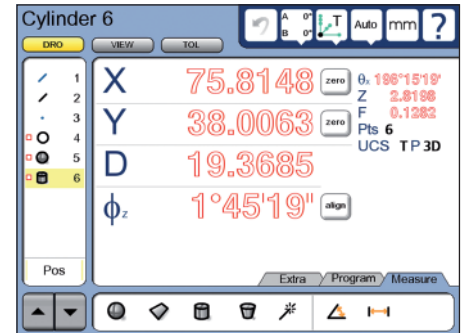 Cylinder 6
A 0°
B 0°
T
Auto
mm
?
DRO
VIEW
TOL
1
2
3
4
5
6
Pos
X 75.8148 zero
Y 38.0063 zero
D 19.3685
ϕz 1°45'19" align
θx 196°15'19'
Z 2.8198
F 0.1282
Pts 6
UCS T P 3D
Extra
Program
Measure